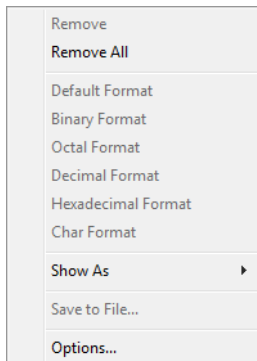 Remove
Remove All
Default Format
Binary Format
Octal Format
Decimal Format
Hexadecimal Format
Char Format
Show As
Save to File...
Options...